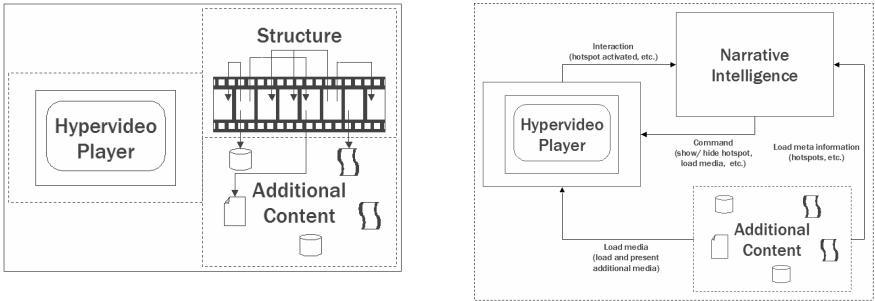 Structure
Hypervideo
Player
Additional
Content
Interaction
(hotspot activated, etc.)
Narrative
Intelligence
Hypervideo
Player
Command
(show/ hide hotspot,
load media, etc.)
Load meta information
(hotspots, etc.)
Additional
Content
Load media
(load and present
additional media)